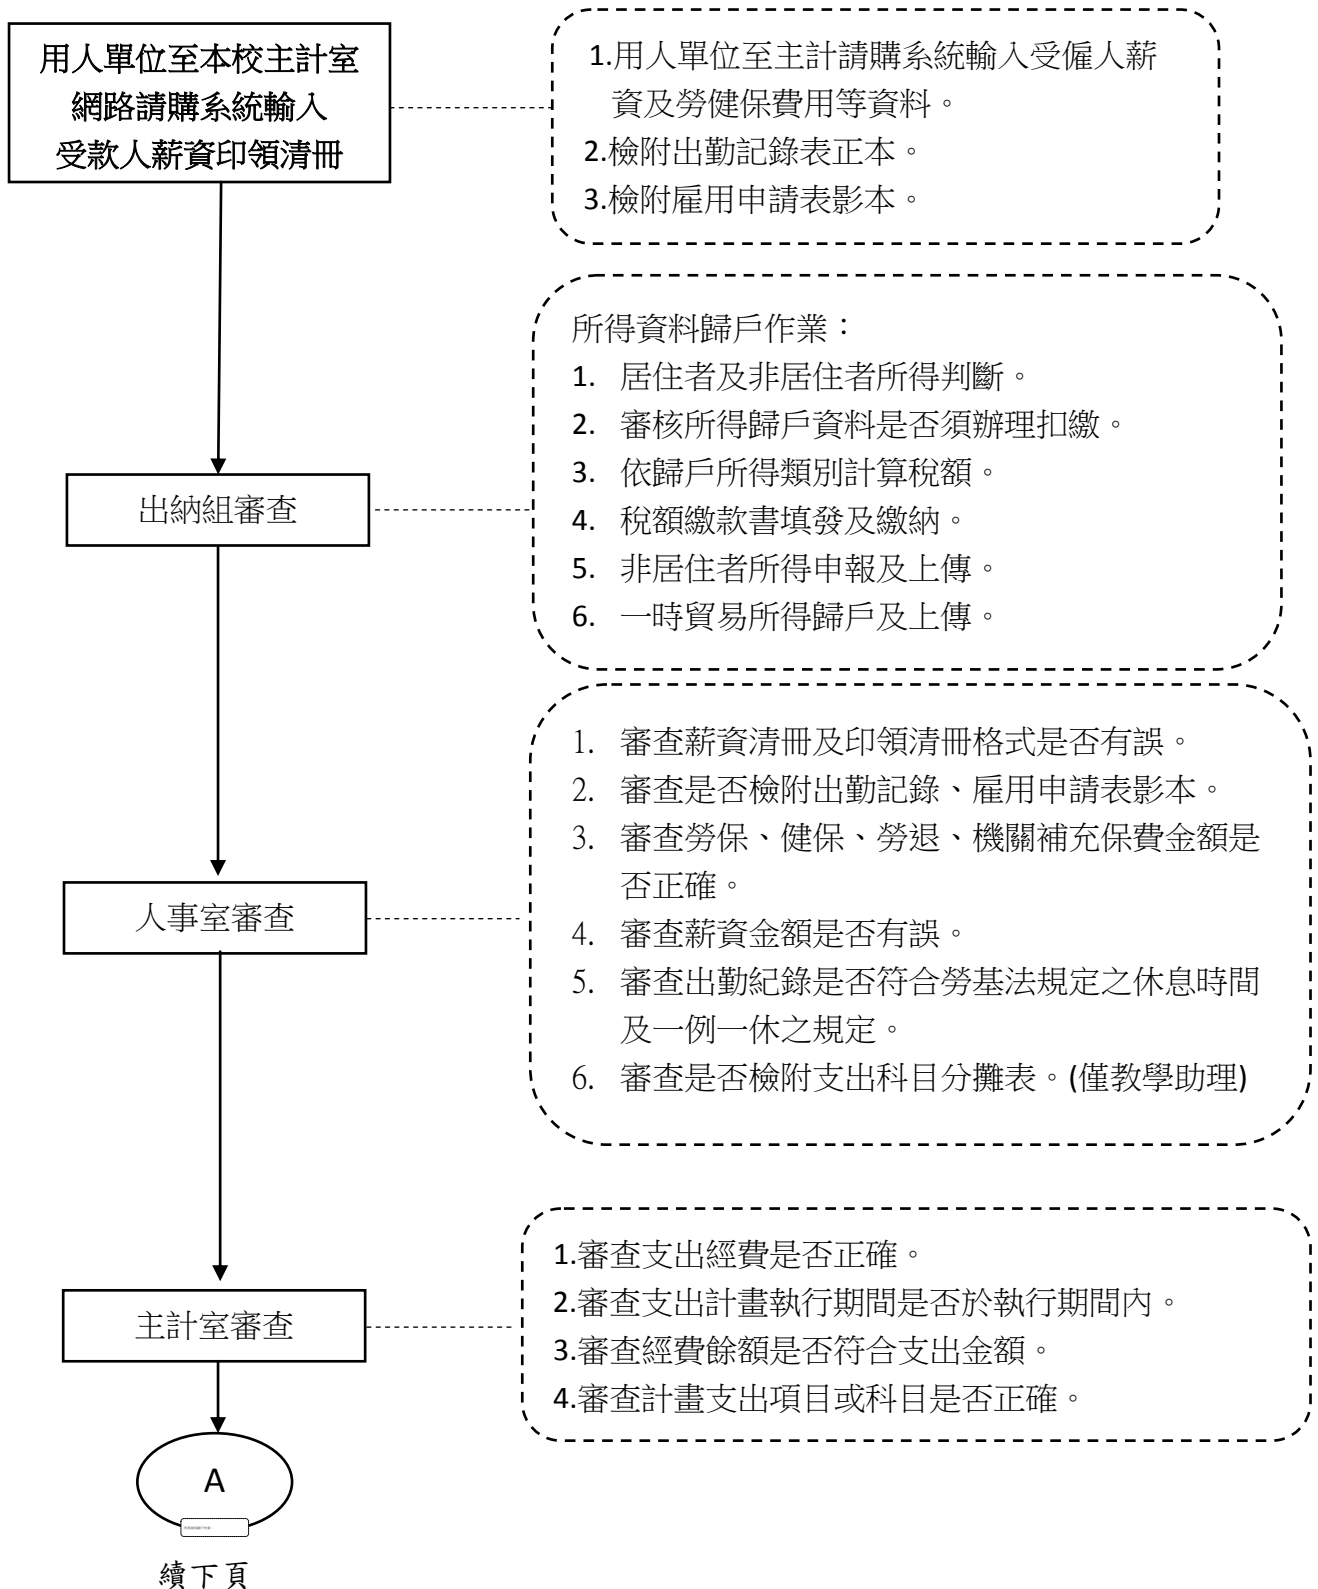 用人單位至本校主計室
網路請購系統輸入
受款人薪資印領清冊
1.用人單位至主計請購系統輸入受僱人薪
資及勞健保費用等資料。
2.檢附出勤記錄表正本。
3.檢附雇用申請表影本。
所得資料歸戶作業：
1. 居住者及非居住者所得判斷。
2. 審核所得歸戶資料是否須辦理扣繳。
3. 依歸戶所得類別計算稅額。
4. 稅額繳款書填發及繳納。
5. 非居住者所得申報及上傳。
6. 一時貿易所得歸戶及上傳。
出納組審查
1. 審查薪資清冊及印領清冊格式是否有誤。
2. 審查是否檢附出勤記錄、雇用申請表影本。
3. 審查勞保、健保、勞退、機關補充保費金額是
否正確。
4. 審查薪資金額是否有誤。
5. 審查出勤紀錄是否符合勞基法規定之休息時間
及一例一休之規定。
6. 審查是否檢附支出科目分攤表。(僅教學助理)
人事室審查
1.審查支出經費是否正確。
2.審查支出計畫執行期間是否於執行期間內。
3.審查經費餘額是否符合支出金額。
4.審查計畫支出項目或科目是否正確。
主計室審查
A
續下頁